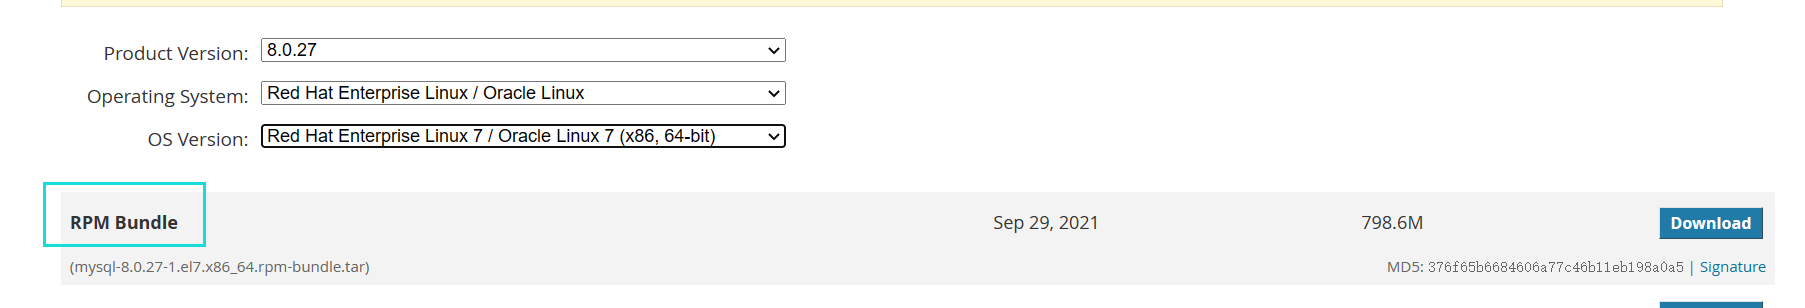 Product Version: 8.0.27
Operating System: Red Hat Enterprise Linux / Oracle Linux
OS Version: Red Hat Enterprise Linux 7 / Oracle Linux 7 (x86, 64-bit)
RPM Bundle Sep 29, 2021 798.6M Download
(mysql-8.0.27-1.el7.x86_64.rpm-bundle.tar) MD5: 376f65b6684606a77c46b11eb198a0a5 | Signature